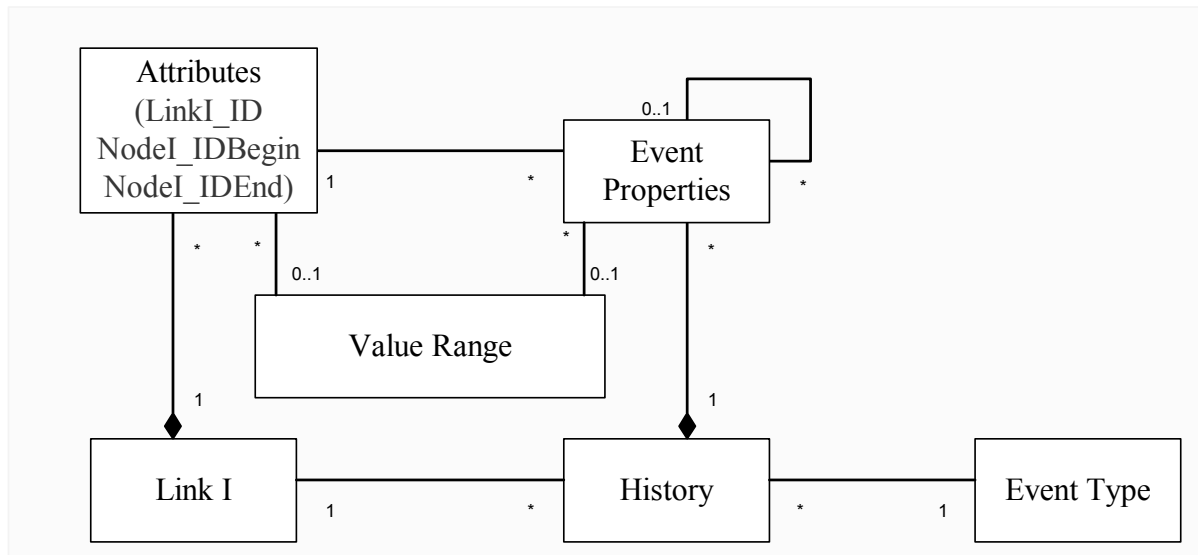 Attributes
(LinkI_ID
NodeI_IDBegin
NodeI_IDEnd)
0..1
Event
Properties
1
*
*
*
*
*
*
0..1
0..1
Value Range
1
1
Link I
History
Event Type
1
*
*
1